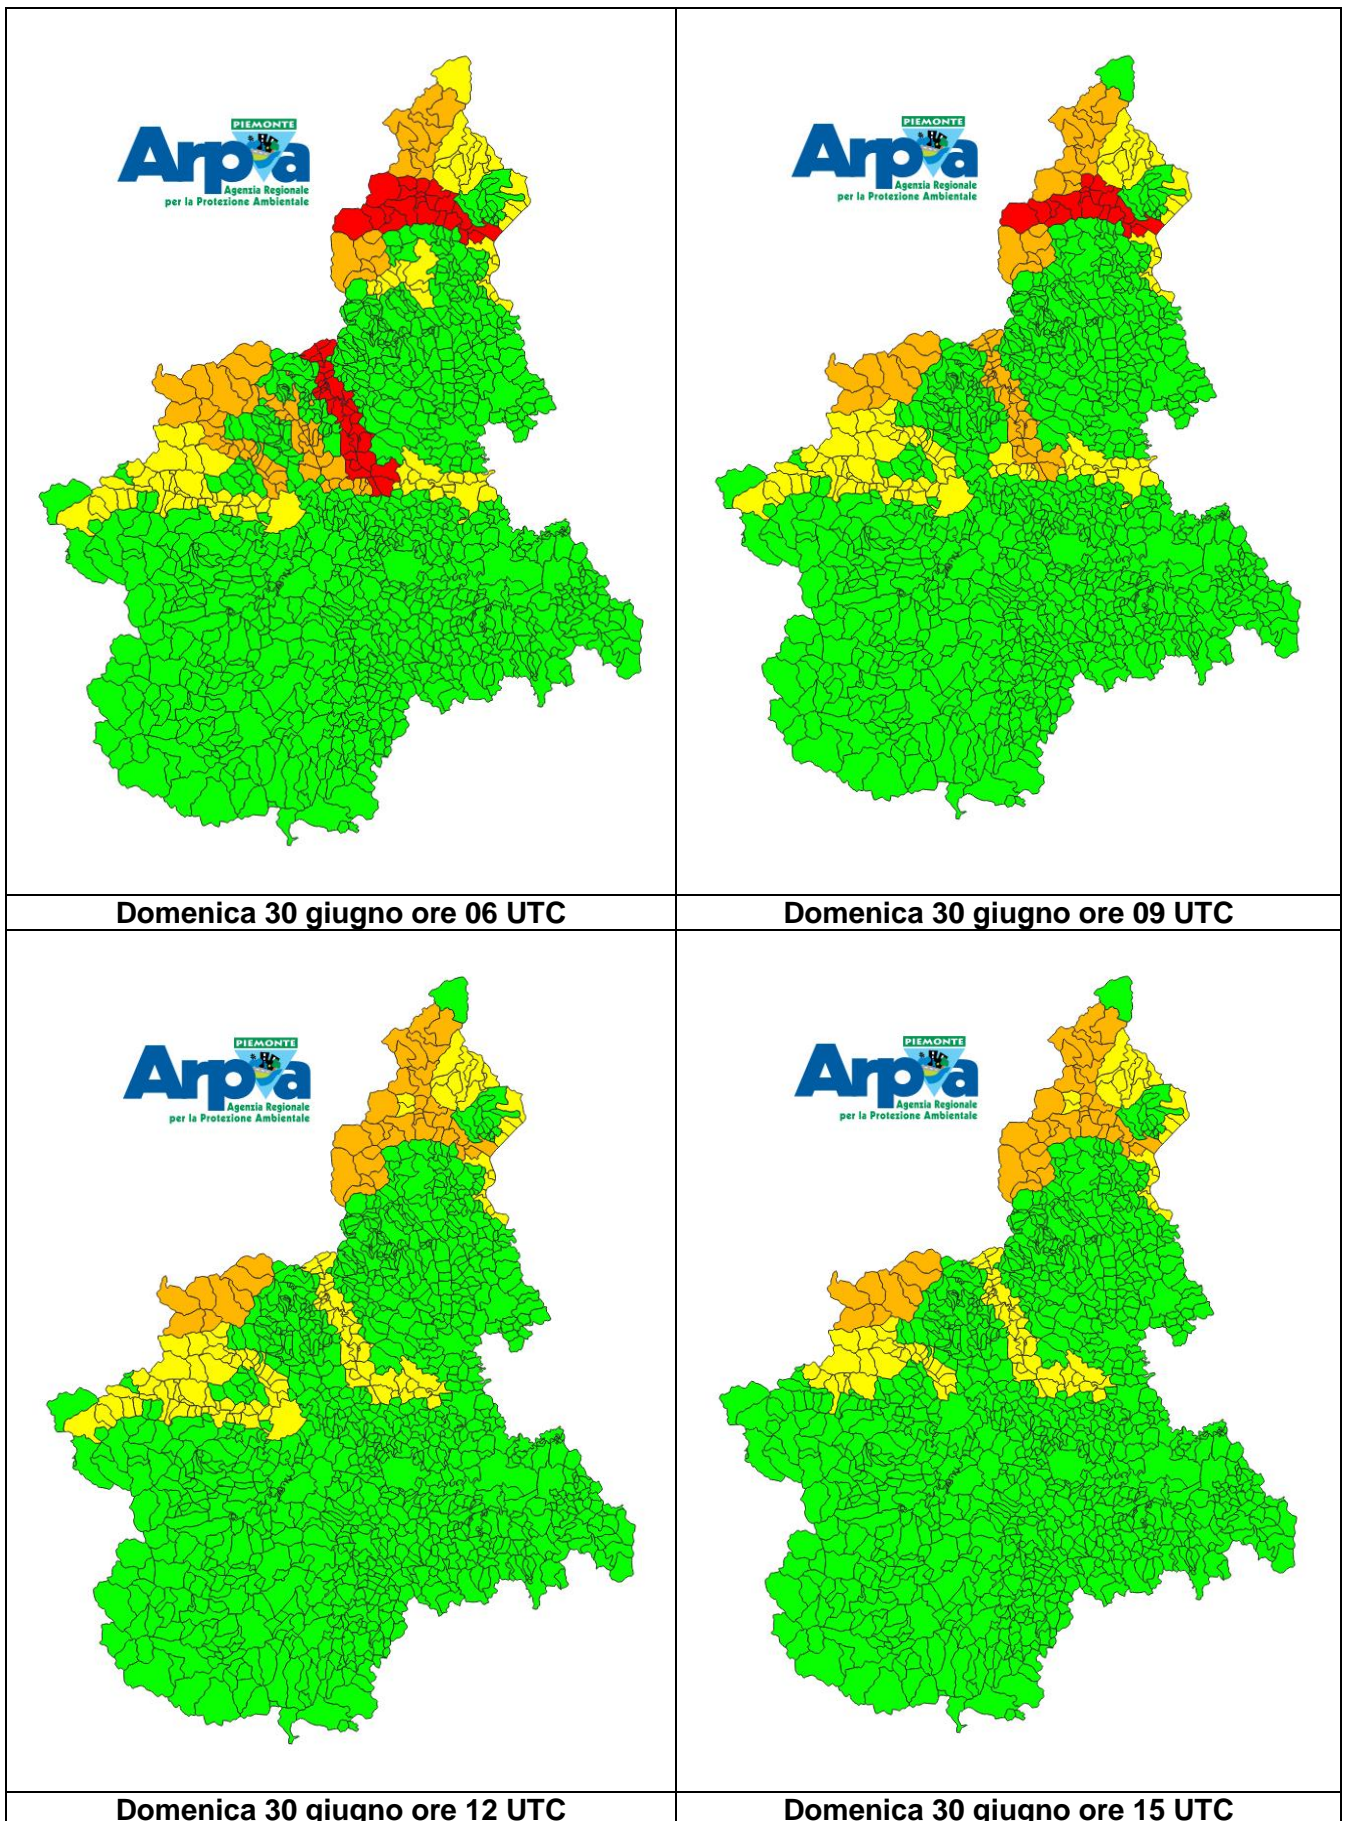 PIEMONTE
Arpa
Agenzia Regionale
per la Protezione Ambientale
PIEMONTE
Arpa
Agenzia Regionale
per la Protezione Ambientale
Domenica 30 giugno ore 06 UTC
Domenica 30 giugno ore 09 UTC
PIEMONTE
Arpa
Agenzia Regionale
per la Protezione Ambientale
PIEMONTE
Arpa
Agenzia Regionale
per la Protezione Ambientale
Domenica 30 giugno ore 12 UTC
Domenica 30 giugno ore 15 UTC